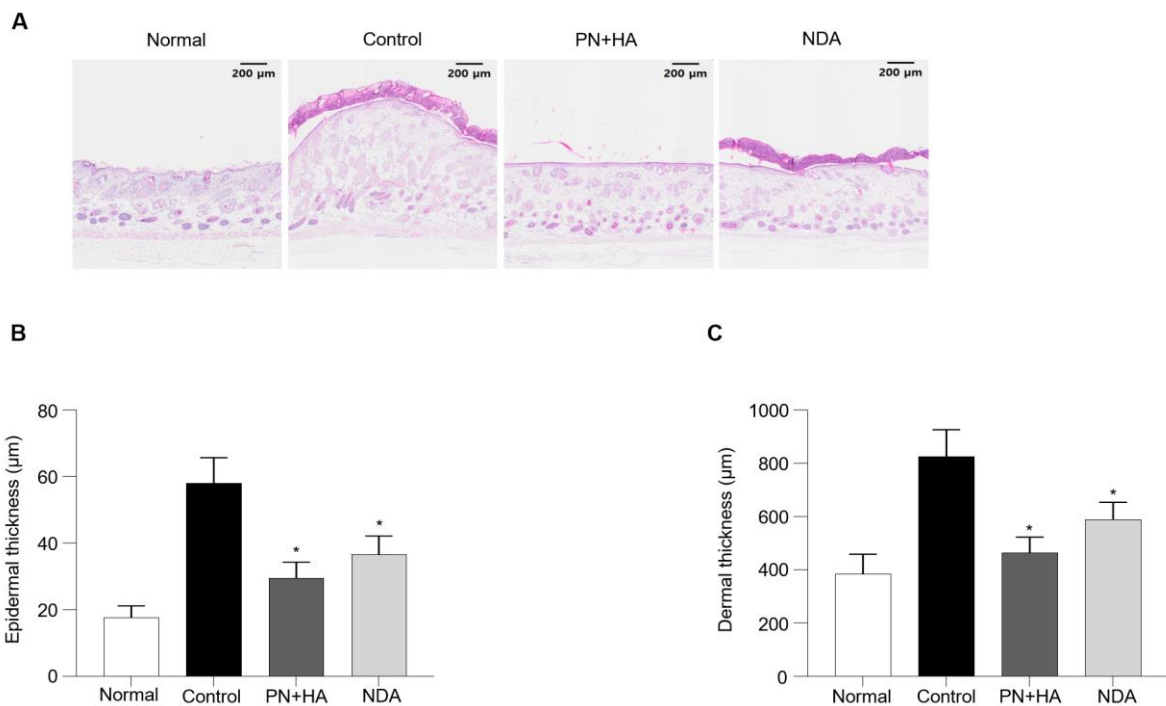 A
Normal Control PN+HA NDA
200 µm 200 µm 200 µm 200 µm
B
Epidermal thickness (µm)
80
60
40
20
0
Normal Control PN+HA NDA
* *
C
Dermal thickness (µm)
1000
800
600
400
200
0
Normal Control PN+HA NDA
* *